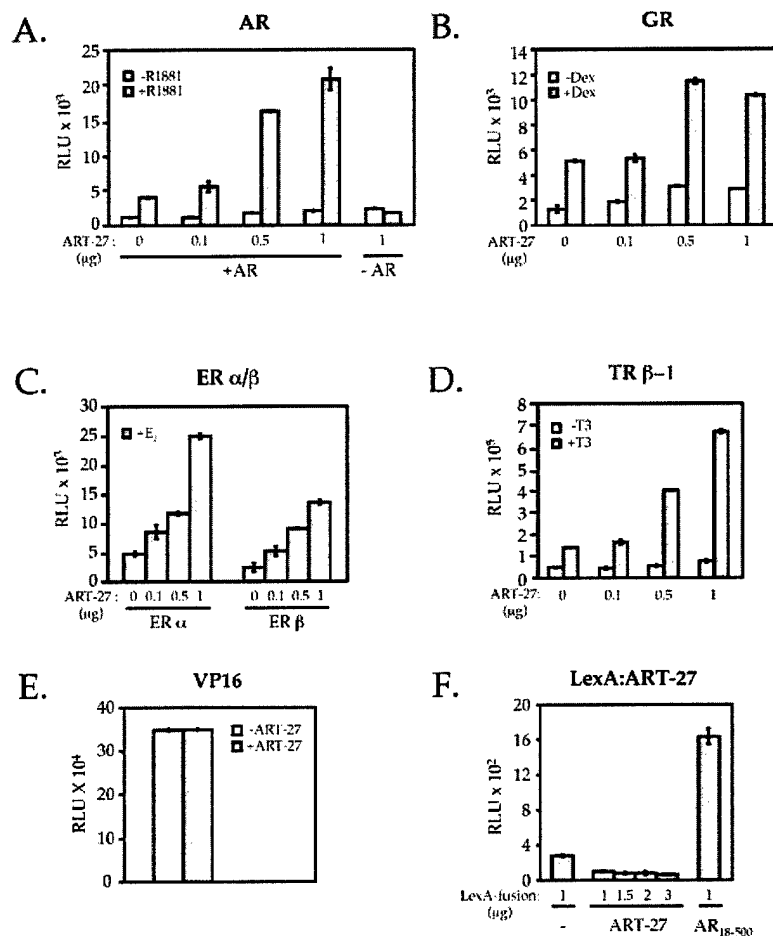 A.
AR
RLU x 10³
25
20
15
10
5
0
-R1881
+R1881
ART-27 :
(µg)
0 0.1 0.5 1 1
+AR - AR
B.
GR
RLU x 10³
14
12
10
8
6
4
2
0
-Dex
+Dex
ART-27 :
(µg)
0 0.1 0.5 1
C.
ER α/β
RLU x 10³
30
25
20
15
10
5
0
+E₂
ART-27 :
(µg)
0 0.1 0.5 1 0 0.1 0.5 1
ER α ER β
D.
TR β-1
8
7
6
5
4
3
2
1
0
-T3
+T3
ART-27:
(µg)
0 0.1 0.5 1
E.
VP16
RLU X 10⁴
40
30
20
10
0
-ART-27
+ART-27
F.
LexA:ART-27
RLU x 10²
20
16
12
8
4
0
LexA-fusion:
(µg)
1 1 1.5 2 3 1
- ART-27 AR₁₈₋₅₀₀